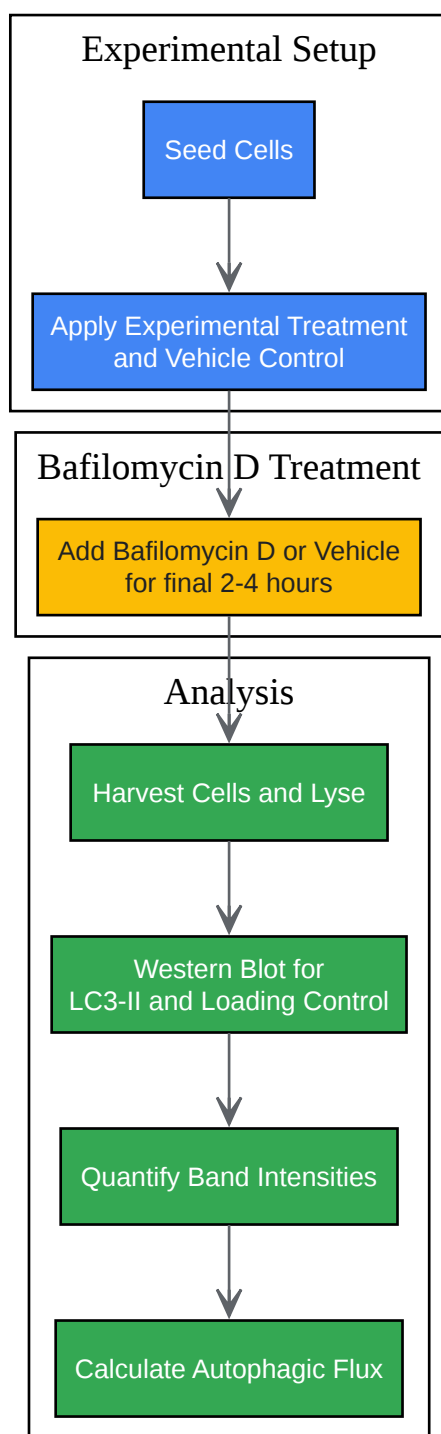 Experimental Setup
Seed Cells
Apply Experimental Treatment
and Vehicle Control
Bafilomycin D Treatment
Add Bafilomycin D or Vehicle
for final 2-4 hours
Analysis
Harvest Cells and Lyse
Western Blot for
LC3-II and Loading Control
Quantify Band Intensities
Calculate Autophagic Flux